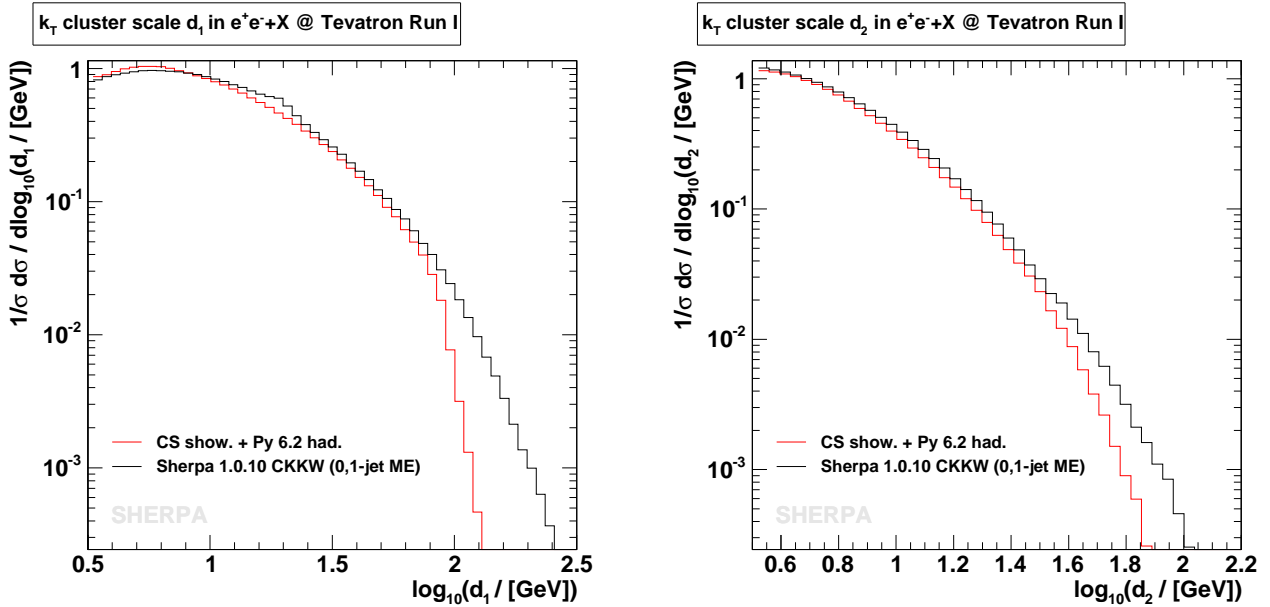 k_T cluster scale d_1 in e^+e^-+X @ Tevatron Run I
1/σ dσ / dlog_10(d_1 / [GeV])
1
10^-1
10^-2
10^-3
CS show. + Py 6.2 had.
Sherpa 1.0.10 CKKW (0,1-jet ME)
SHERPA
0.5 1 1.5 2 2.5
log_10(d_1 / [GeV])
k_T cluster scale d_2 in e^+e^-+X @ Tevatron Run I
1/σ dσ / dlog_10(d_2 / [GeV])
1
10^-1
10^-2
10^-3
CS show. + Py 6.2 had.
Sherpa 1.0.10 CKKW (0,1-jet ME)
SHERPA
0.6 0.8 1 1.2 1.4 1.6 1.8 2 2.2
log_10(d_2 / [GeV])